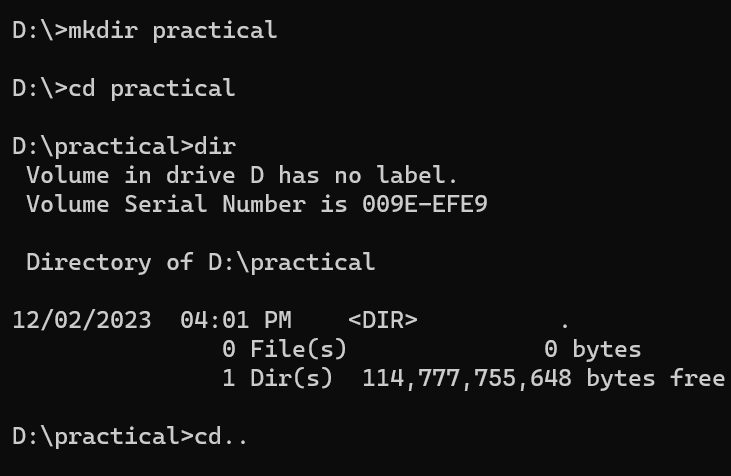 D:\>mkdir practical
D:\>cd practical
D:\practical>dir
 Volume in drive D has no label.
 Volume Serial Number is 009E-EFE9
 Directory of D:\practical
12/02/2023  04:01 PM    <DIR>          .
               0 File(s)              0 bytes
               1 Dir(s)  114,777,755,648 bytes free
D:\practical>cd..